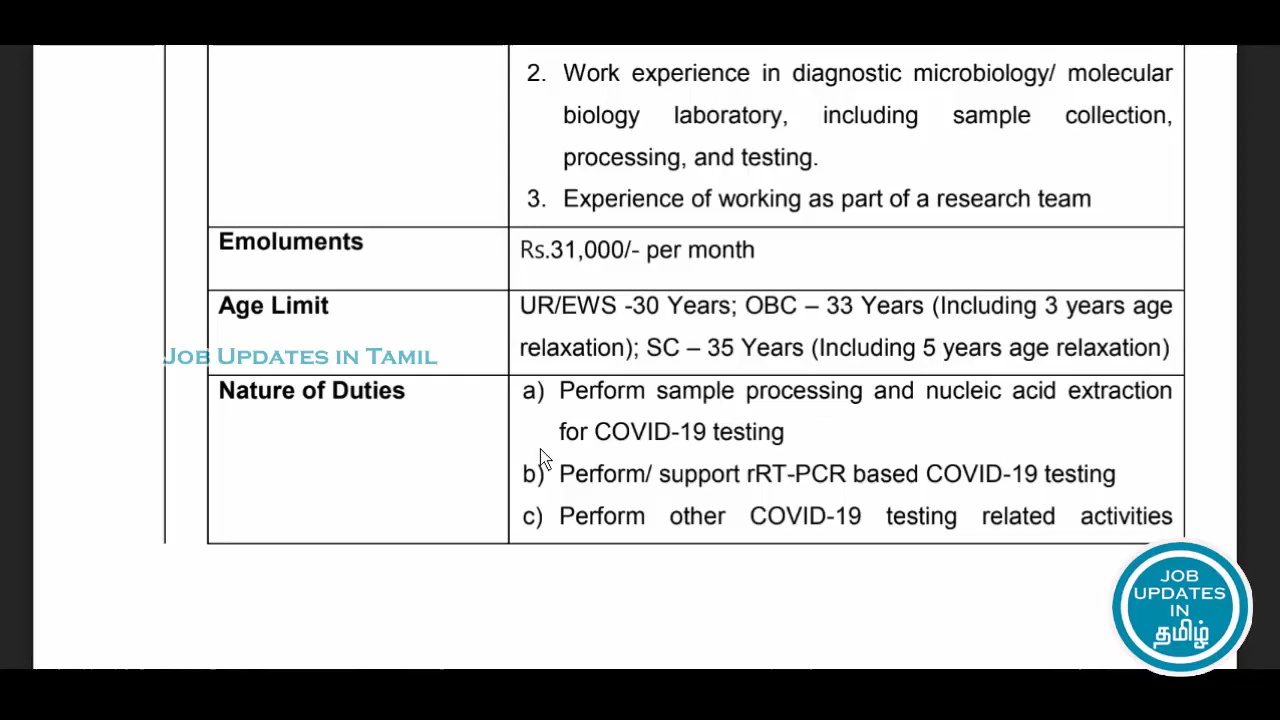 2. Work experience in diagnostic microbiology/ molecular
biology laboratory, including sample collection,
processing, and testing.
3. Experience of working as part of a research team
Emoluments
Rs.31,000/- per month
Age Limit
UR/EWS -30 Years; OBC – 33 Years (Including 3 years age
relaxation); SC – 35 Years (Including 5 years age relaxation)
JOB UPDATES IN TAMIL
Nature of Duties
a) Perform sample processing and nucleic acid extraction
for COVID-19 testing
b) Perform/ support rRT-PCR based COVID-19 testing
c) Perform other COVID-19 testing related activities
JOB
UPDATES
IN
தமிழ்